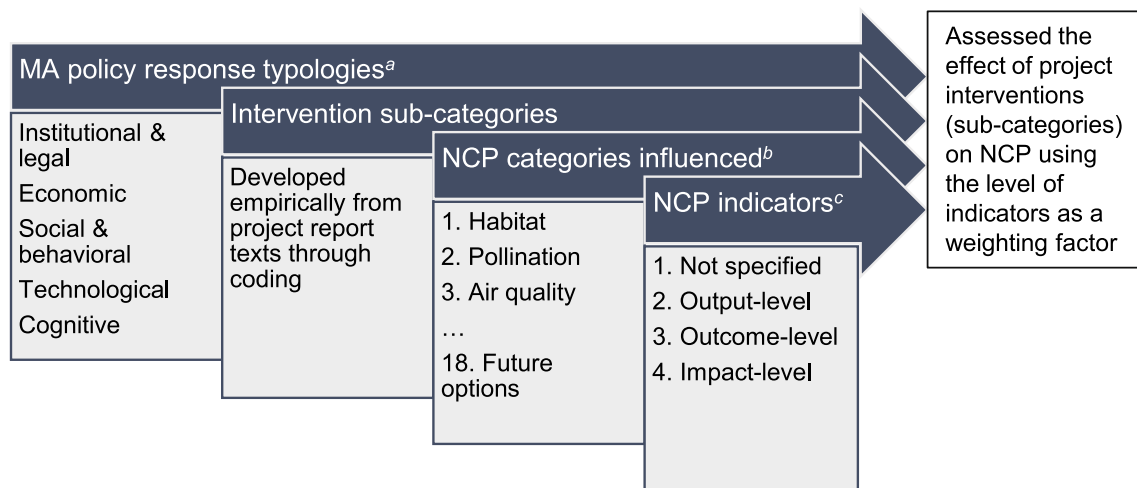 MA policy response typologiesᵃ
Institutional &
legal
Economic
Social &
behavioral
Technological
Cognitive
Intervention sub-categories
Developed
empirically from
project report
texts through
coding
NCP categories influencedᵇ
1. Habitat
2. Pollination
3. Air quality
…
18. Future
options
NCP indicatorsᶜ
1. Not specified
2. Output-level
3. Outcome-level
4. Impact-level
Assessed the
effect of project
interventions
(sub-categories)
on NCP using
the level of
indicators as a
weighting factor